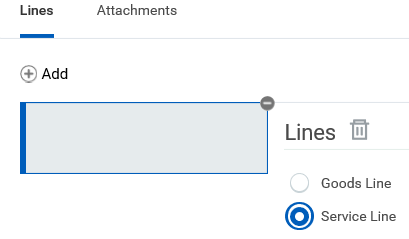 Lines Attachments
Add
Lines
Goods Line
Service Line